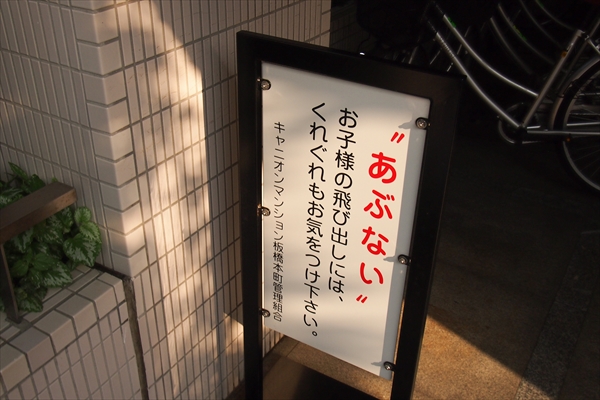 〝あぶない〟
お子様の飛び出しには、
くれぐれもお気をつけ下さい。
キャニオンマンション板橋本町管理組合